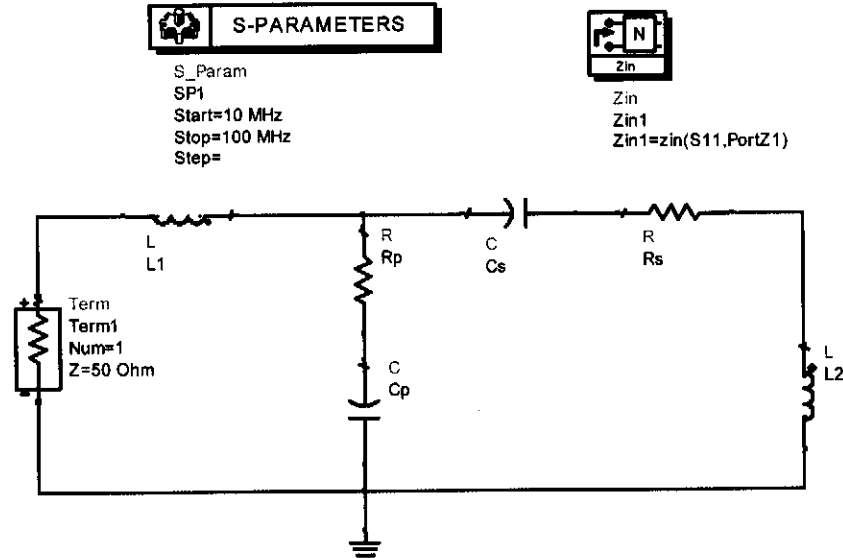 S-PARAMETERS
S_Param
SP1
Start=10 MHz
Stop=100 MHz
Step=
N
Zin
Zin
Zin1
Zin1=zin(S11,PortZ1)
L
L1
R
Rp
C
Cs
R
Rs
+
Term
Term1
Num=1
Z=50 Ohm
-
C
Cp
L
L2